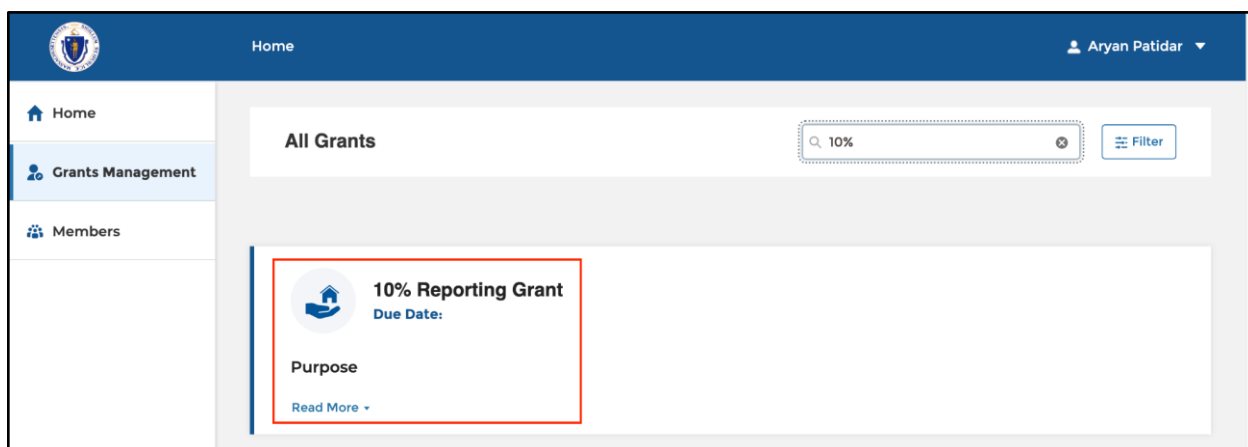 Home
Aryan Patidar
Home
Grants Management
Members
All Grants
10%
Filter
10% Reporting Grant
Due Date:
Purpose
Read More